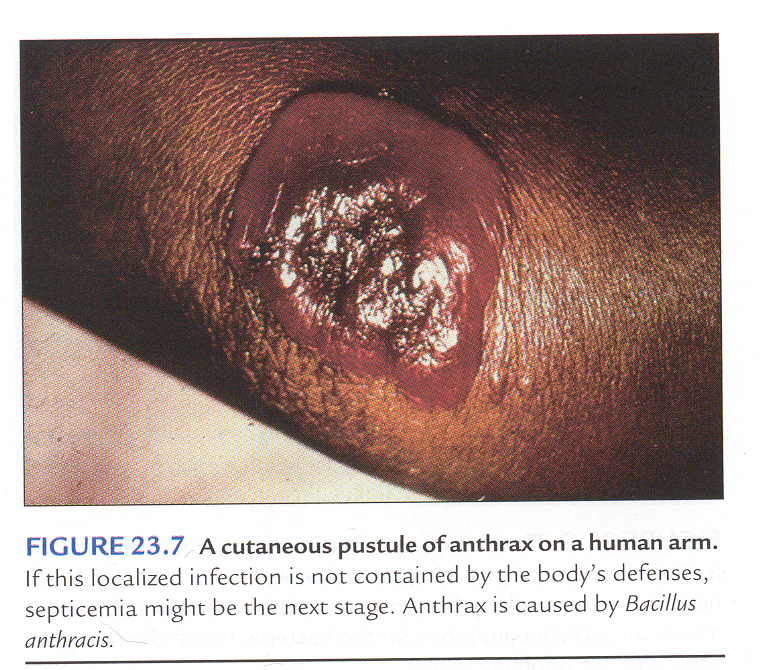 FIGURE 23.7 A cutaneous pustule of anthrax on a human arm.
If this localized infection is not contained by the body's defenses,
septicemia might be the next stage. Anthrax is caused by Bacillus
anthracis.